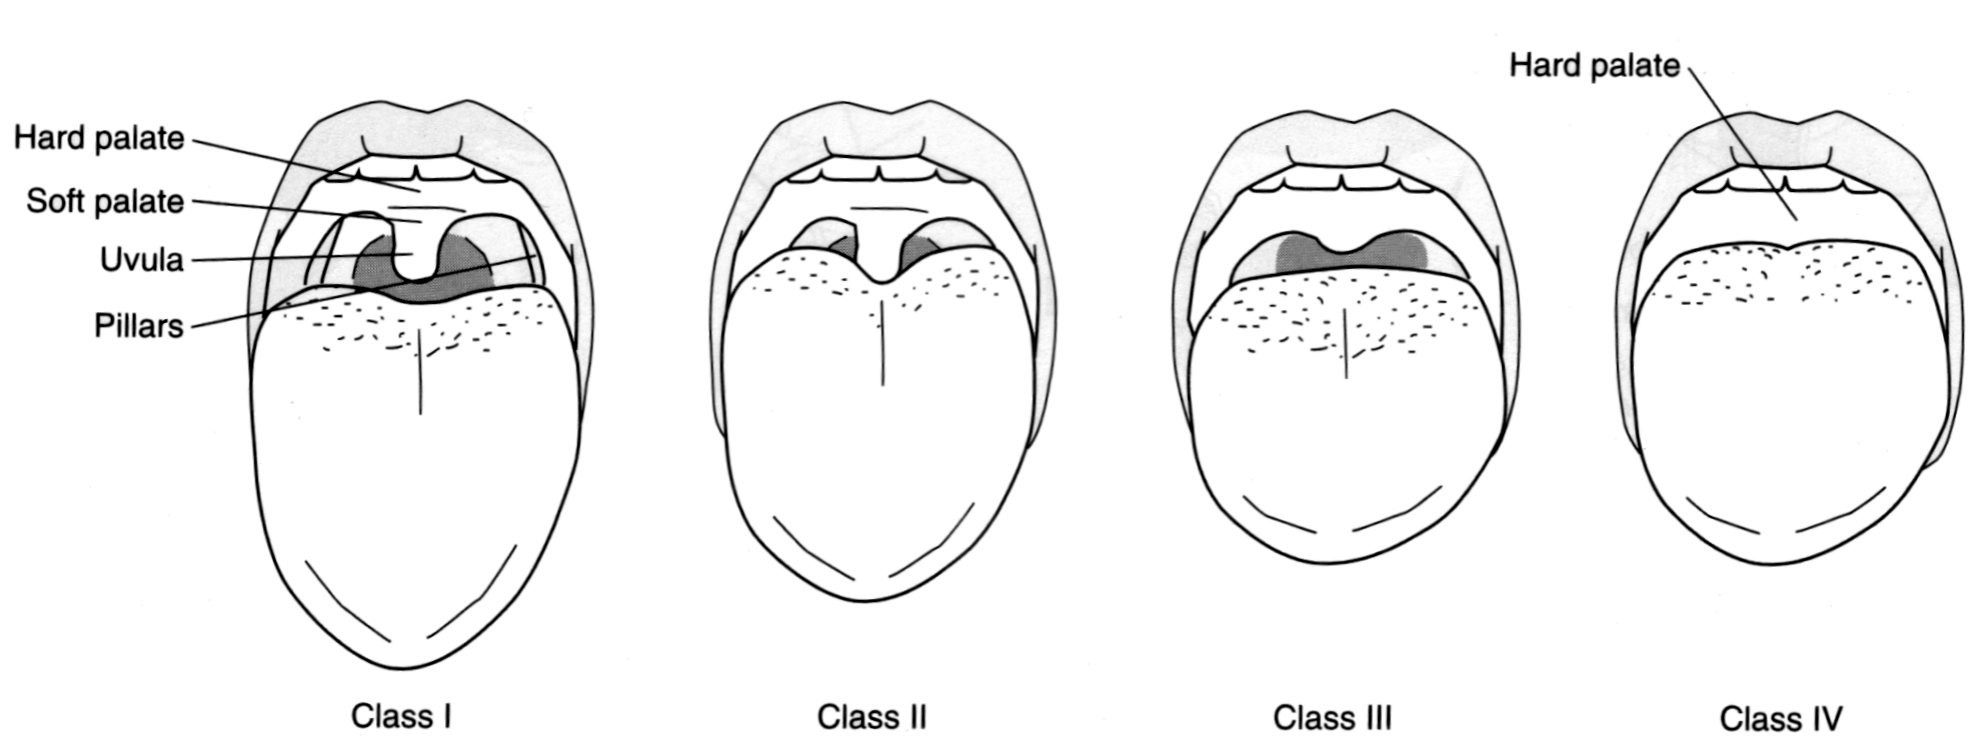 Hard palate
Hard palate
Soft palate
Uvula
Pillars
Class I
Class II
Class III
Class IV